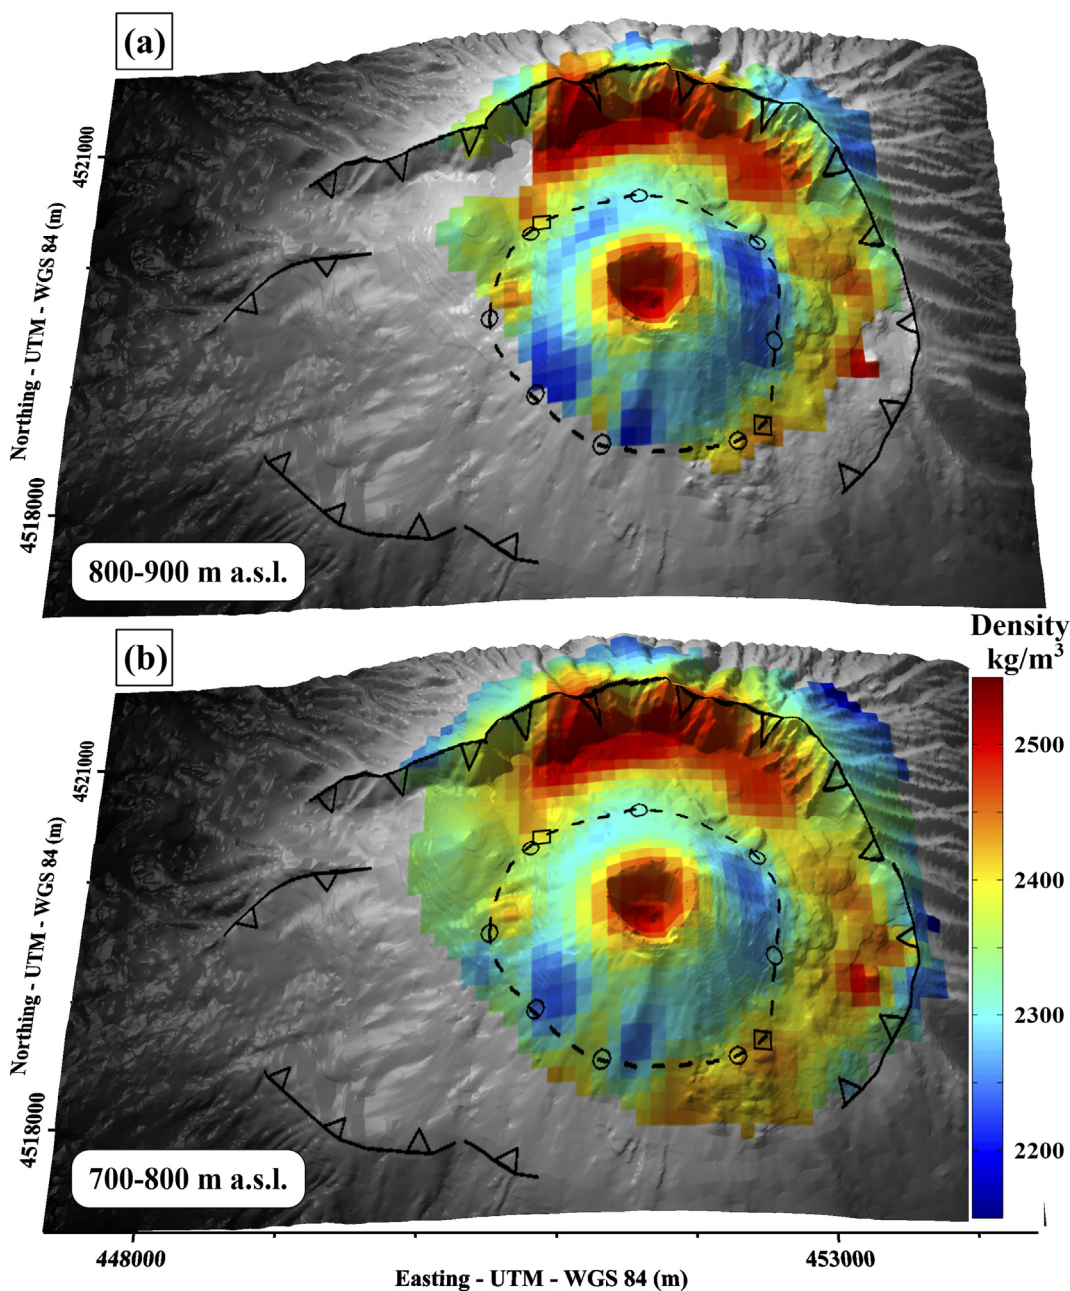 (a)
4521000
Northing - UTM - WGS 84 (m)
4518000
800-900 m a.s.l.
(b)
Density
kg/m³
2500
2400
2300
2200
4521000
Northing - UTM - WGS 84 (m)
4518000
700-800 m a.s.l.
448000
453000
Easting - UTM - WGS 84 (m)